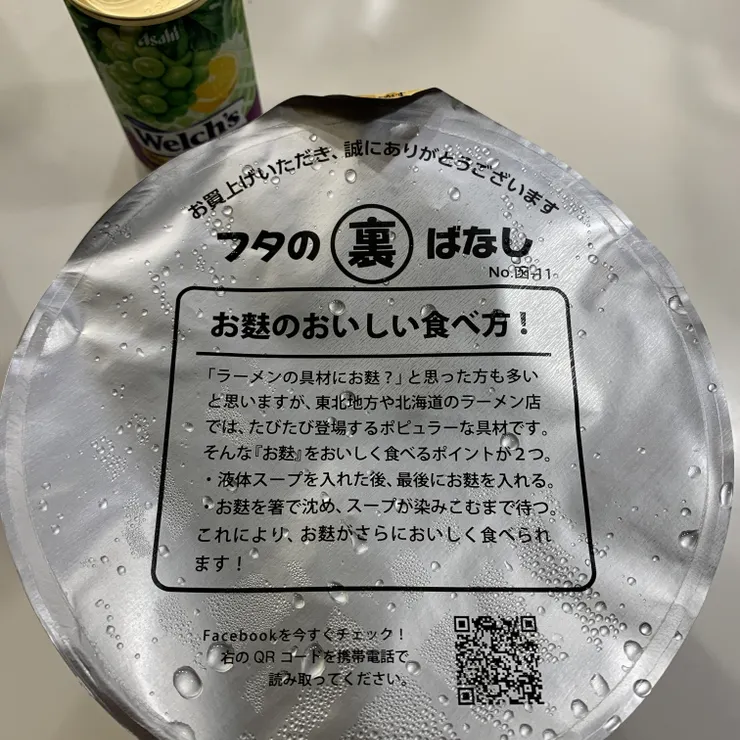 Asahi
Welch's
お買上げいただき、誠にありがとうございます
フタの裏ばなし
No.函-11
お麩のおいしい食べ方！
「ラーメンの具材にお麩？」と思った方も多い
と思いますが、東北地方や北海道のラーメン店
では、たびたび登場するポピュラーな具材です。
そんな『お麩』をおいしく食べるポイントが２つ。
・液体スープを入れた後、最後にお麩を入れる。
・お麩を箸で沈め、スープが染みこむまで待つ。
これにより、お麩がさらにおいしく食べられ
ます！
Facebookを今すぐチェック！
右のQRコードを携帯電話で
読み取ってください。